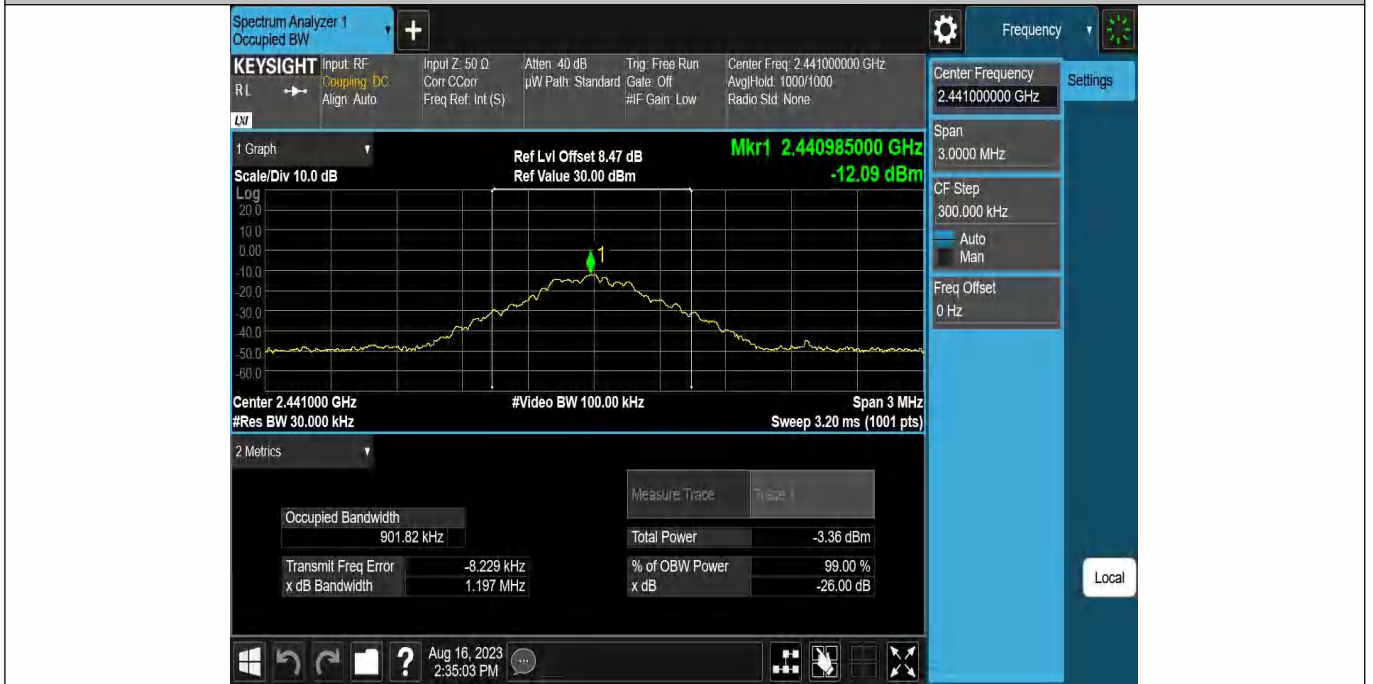 Spectrum Analyzer 1
Occupied BW
+
Frequency
KEYSIGHT
RL
LXI
Input: RF
Coupling: DC
Align: Auto
Input Z: 50 Ω
Corr CCorr
Freq Ref: Int (S)
Atten: 40 dB
µW Path: Standard
Trig: Free Run
Gate: Off
#IF Gain: Low
Center Freq: 2.441000000 GHz
Avg|Hold: 1000/1000
Radio Std: None
Center Frequency
2.441000000 GHz
Settings
Span
3.0000 MHz
CF Step
300.000 kHz
Auto
Man
Freq Offset
0 Hz
Local
1 Graph
Scale/Div 10.0 dB
Ref Lvl Offset 8.47 dB
Ref Value 30.00 dBm
Mkr1 2.440985000 GHz
-12.09 dBm
Log
20.0
10.0
0.00
-10.0
-20.0
-30.0
-40.0
-50.0
-60.0
1
Center 2.441000 GHz
#Res BW 30.000 kHz
#Video BW 100.00 kHz
Span 3 MHz
Sweep 3.20 ms (1001 pts)
2 Metrics
Measure Trace Trace 1
Occupied Bandwidth
901.82 kHz
Total Power -3.36 dBm
Transmit Freq Error -8.229 kHz
% of OBW Power 99.00 %
x dB Bandwidth 1.197 MHz
x dB -26.00 dB
?
Aug 16, 2023
2:35:03 PM